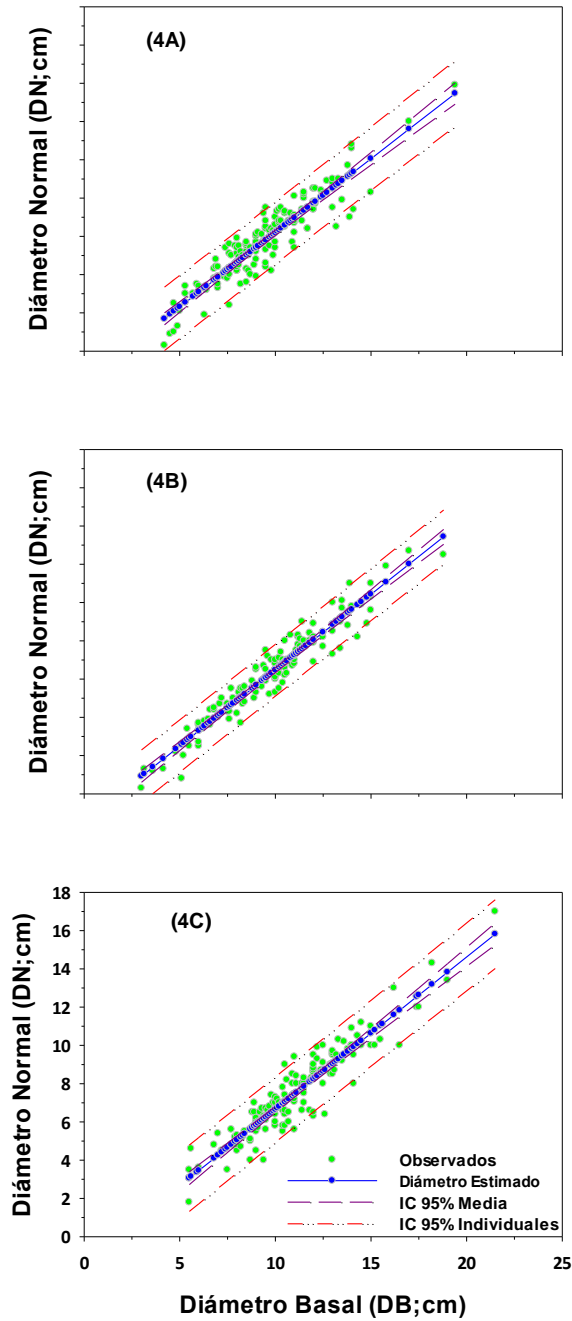 (4A)
Diámetro Normal (DN;cm)
(4B)
Diámetro Normal (DN;cm)
(4C)
Diámetro Normal (DN;cm)
18
16
14
12
10
8
6
4
2
0
Observados
Diámetro Estimado
IC 95% Media
IC 95% Individuales
0 5 10 15 20 25
Diámetro Basal (DB;cm)